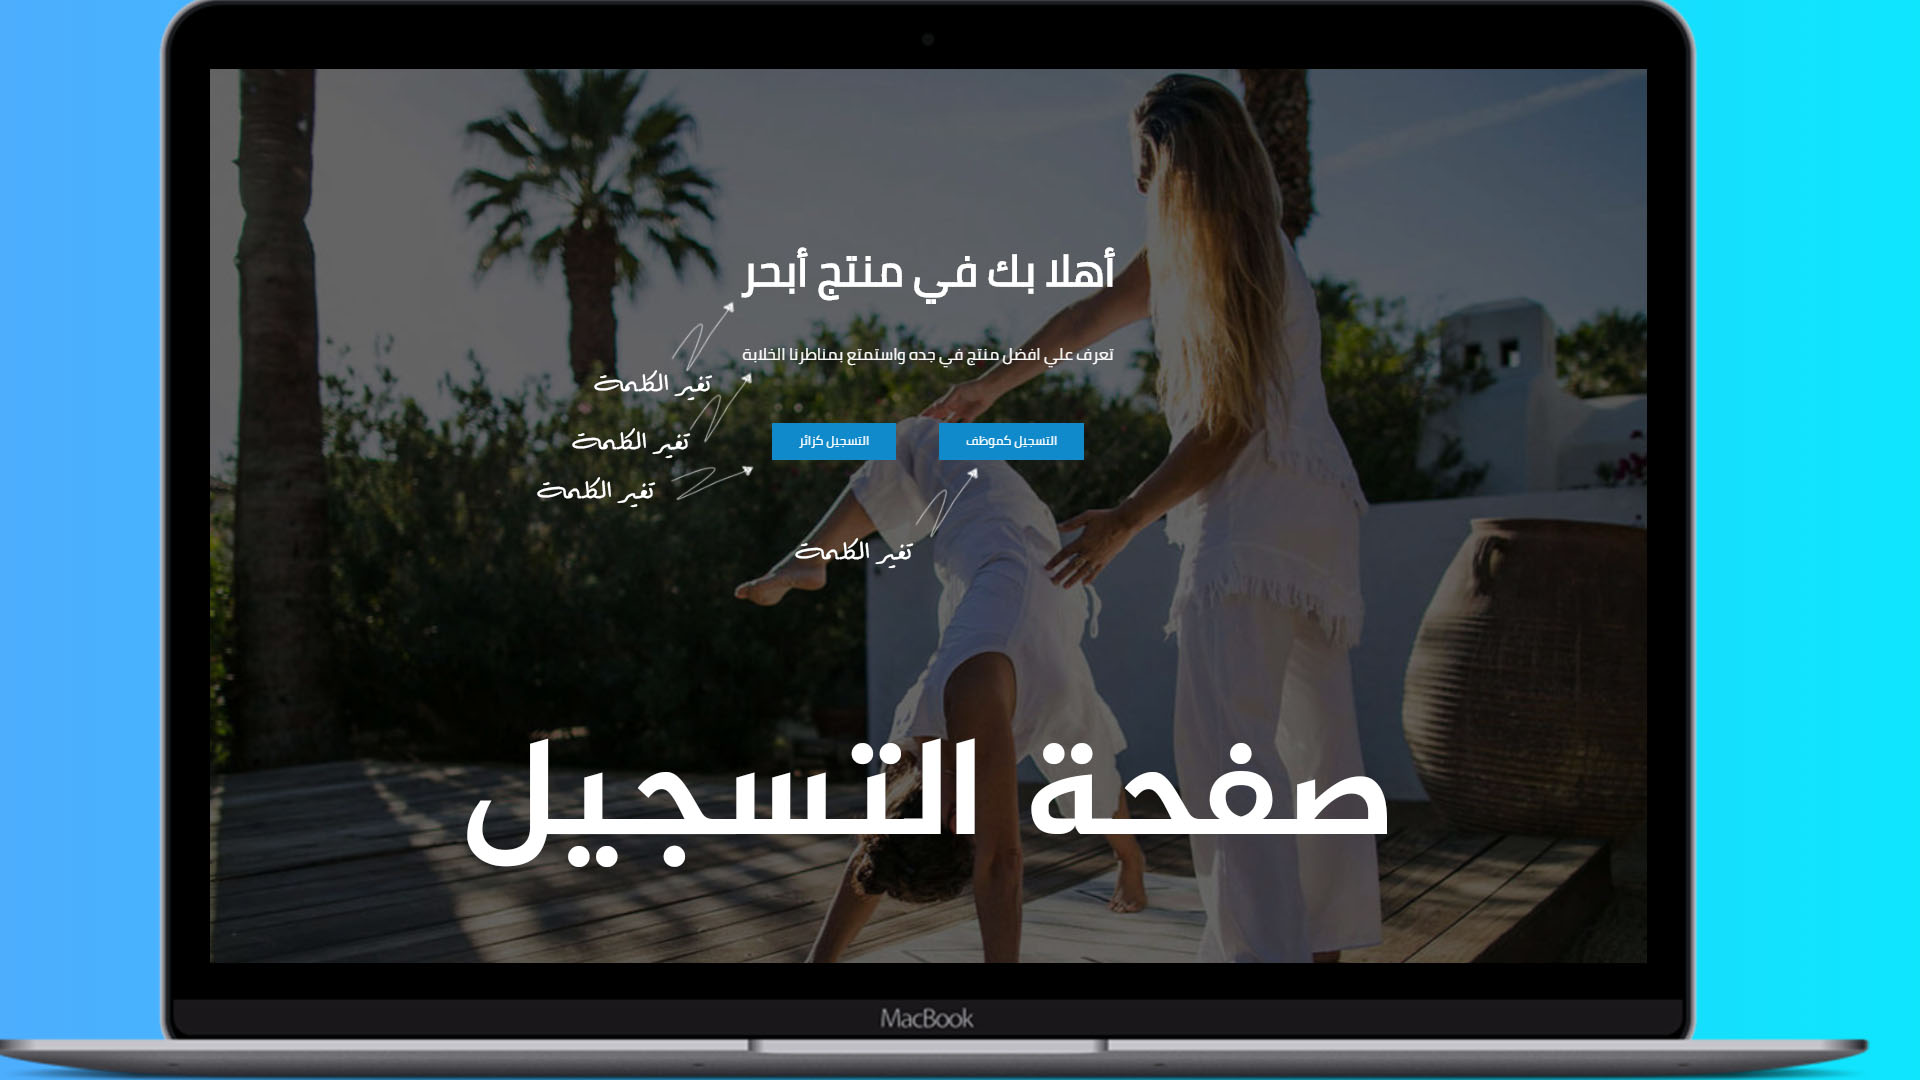 أهلا بك في منتج أبحر
تعرف علي افضل منتج في جده واستمتع بمناطرنا الخلابة
تغير الكلمة
التسجيل كموظف
التسجيل كزائر
تغير الكلمة
تغير الكلمة
تغير الكلمة
صفحة التسجيل
MacBook